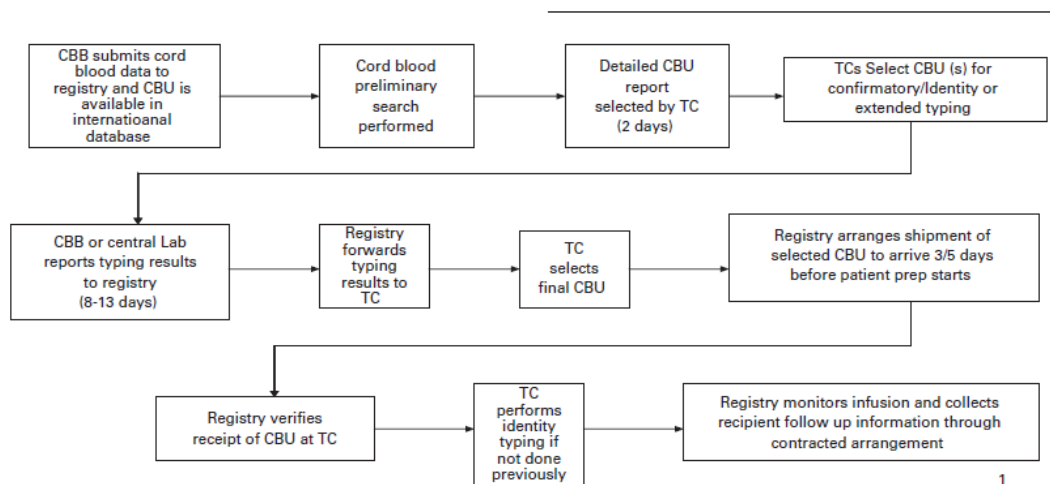 CBB submits cord
blood data to
registry and CBU is
available in
internatioanal
database
Cord blood
preliminary
search
performed
Detailed CBU
report
selected by TC
(2 days)
TCs Select CBU (s) for
confirmatory/Identity or
extended typing
CBB or central Lab
reports typing results
to registry
(8-13 days)
Registry
forwards
typing
results to
TC
TC
selects
final CBU
Registry arranges shipment of
selected CBU to arrive 3/5 days
before patient prep starts
Registry verifies
receipt of CBU at TC
TC
performs
identity
typing if
not done
previously
Registry monitors infusion and collects
recipient follow up information through
contracted arrangement
1